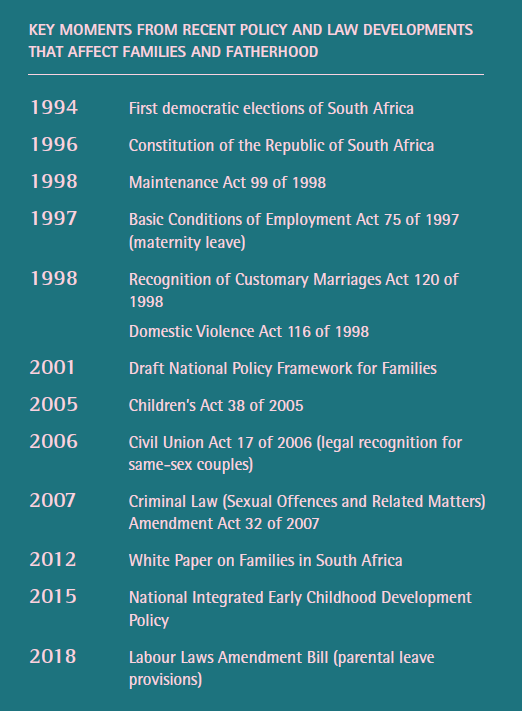 KEY MOMENTS FROM RECENT POLICY AND LAW DEVELOPMENTS
THAT AFFECT FAMILIES AND FATHERHOOD
1994 First democratic elections of South Africa
1996 Constitution of the Republic of South Africa
1998 Maintenance Act 99 of 1998
1997 Basic Conditions of Employment Act 75 of 1997
(maternity leave)
1998 Recognition of Customary Marriages Act 120 of
1998
Domestic Violence Act 116 of 1998
2001 Draft National Policy Framework for Families
2005 Children's Act 38 of 2005
2006 Civil Union Act 17 of 2006 (legal recognition for
same-sex couples)
2007 Criminal Law (Sexual Offences and Related Matters)
Amendment Act 32 of 2007
2012 White Paper on Families in South Africa
2015 National Integrated Early Childhood Development
Policy
2018 Labour Laws Amendment Bill (parental leave
provisions)